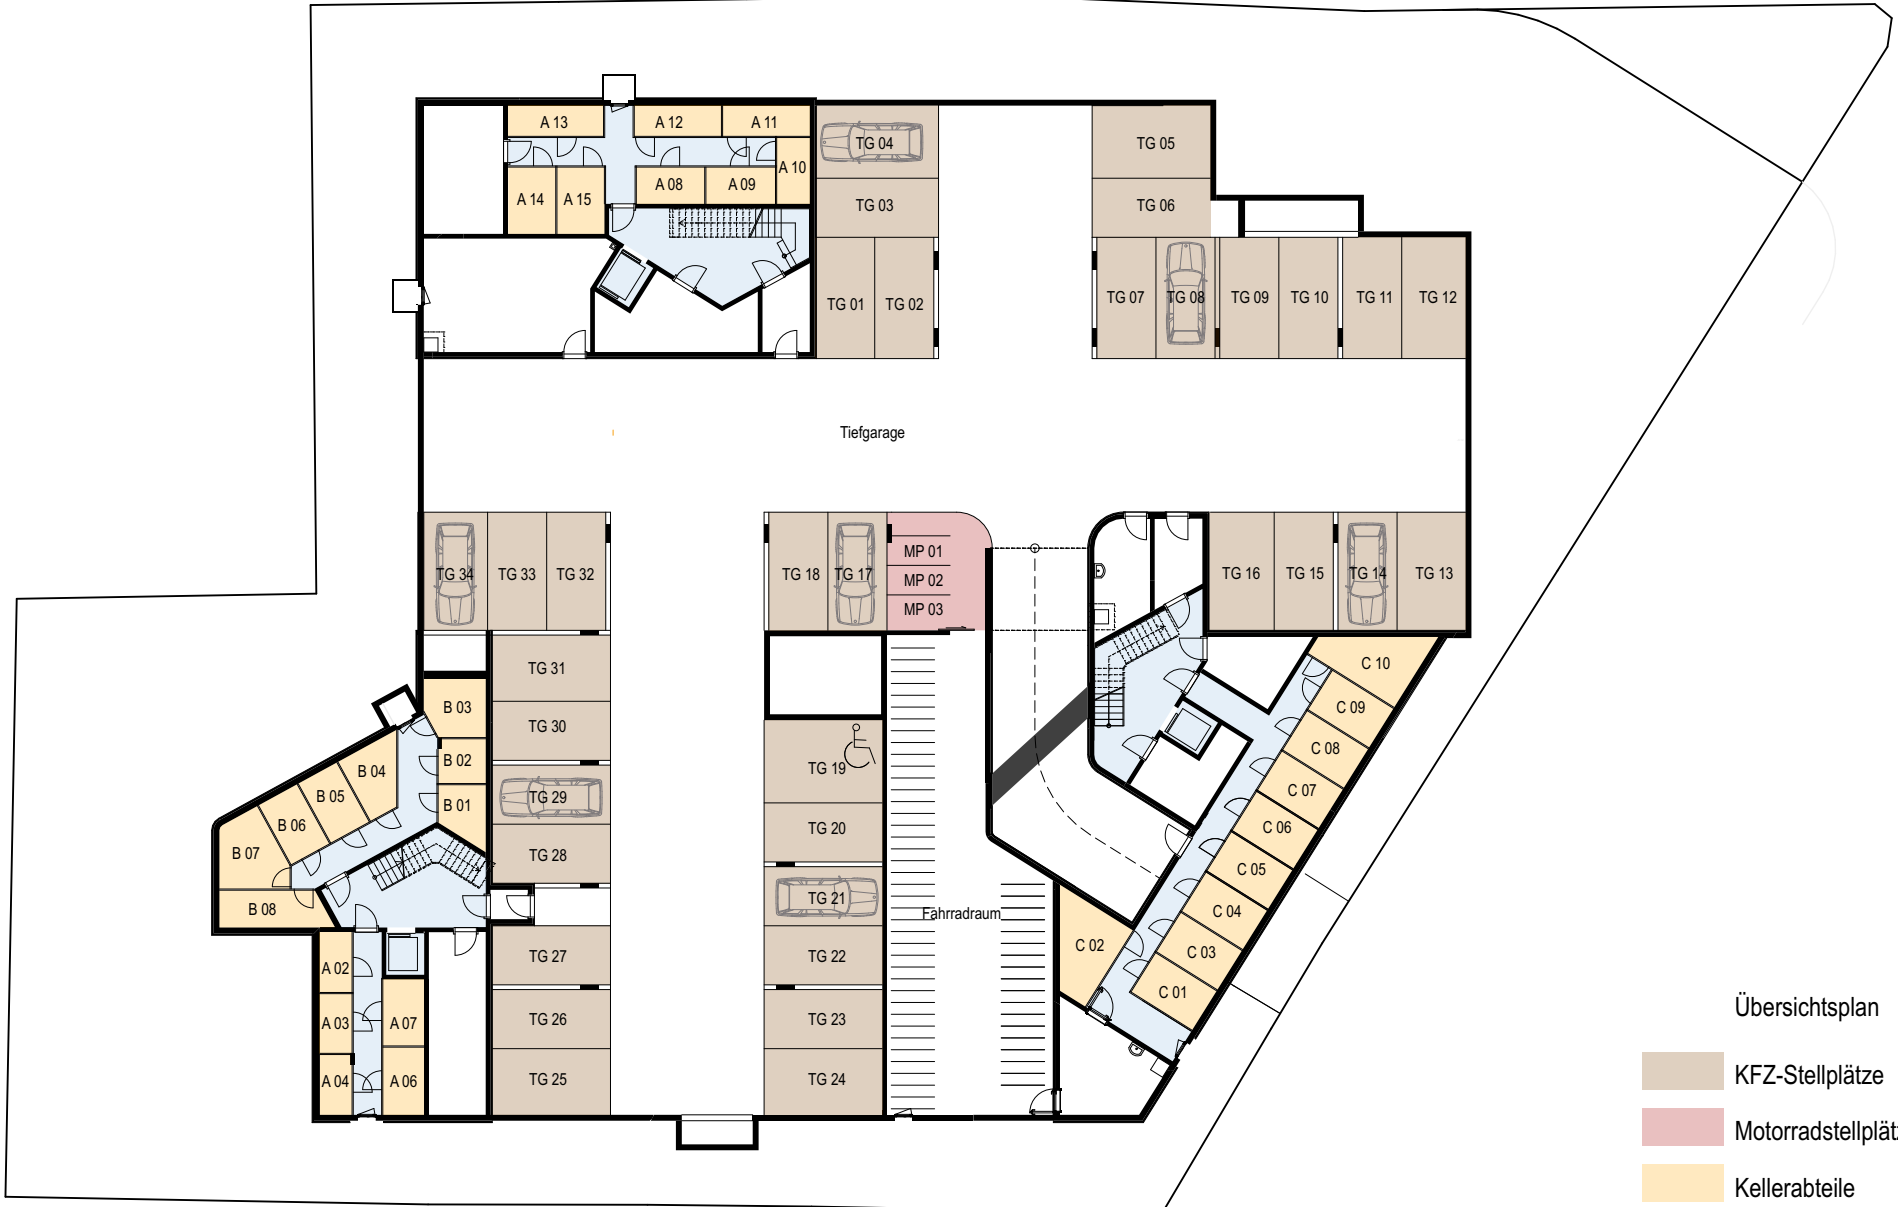 A 13
A 12
A 11
A 10
A 14
A 15
A 08
A 09
TG 04
TG 03
TG 01
TG 02
TG 05
TG 06
TG 07
TG 08
TG 09
TG 10
TG 11
TG 12
Tiefgarage
TG 34
TG 33
TG 32
TG 18
TG 17
MP 01
MP 02
MP 03
TG 16
TG 15
TG 14
TG 13
TG 31
TG 30
TG 29
TG 28
TG 27
TG 26
TG 25
TG 19
TG 20
TG 21
TG 22
TG 23
TG 24
Fahrradraum
B 03
B 02
B 01
B 04
B 05
B 06
B 07
B 08
A 02
A 03
A 04
A 07
A 06
C 10
C 09
C 08
C 07
C 06
C 05
C 04
C 03
C 02
C 01
Übersichtsplan
KFZ-Stellplätze
Motorradstellplät
Kellerabteile